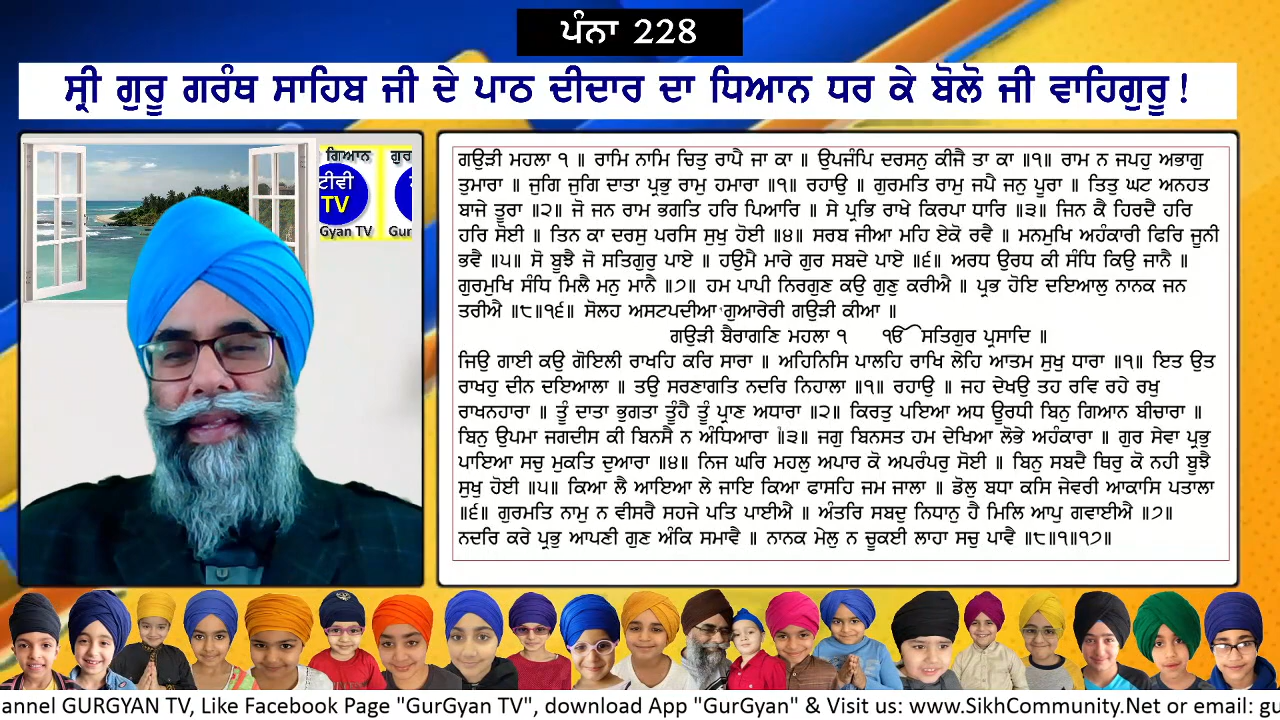 ਪੰਨਾ 228
ਸ੍ਰੀ ਗੁਰੂ ਗਰੰਥ ਸਾਹਿਬ ਜੀ ਦੇ ਪਾਠ ਦੀਦਾਰ ਦਾ ਧਿਆਨ ਧਰ ਕੇ ਬੋਲੋ ਜੀ ਵਾਹਿਗੁਰੂ!
ਗਿਆਨ ਗੁਰ
ਟੀਵੀ
TV
Gyan TV Gur
ਗਉੜੀ ਮਹਲਾ ੧ ॥ ਰਾਮਿ ਨਾਮਿ ਚਿਤੁ ਰਾਪੈ ਜਾ ਕਾ ॥ ਉਪਜੰਪਿ ਦਰਸਨੁ ਕੀਜੈ ਤਾ ਕਾ ॥੧॥ ਰਾਮ ਨ ਜਪਹੁ ਅਭਾਗੁ
ਤੁਮਾਰਾ ॥ ਜੁਗਿ ਜੁਗਿ ਦਾਤਾ ਪ੍ਰਭੁ ਰਾਮੁ ਹਮਾਰਾ ॥੧॥ ਰਹਾਉ ॥ ਗੁਰਮਤਿ ਰਾਮੁ ਜਪੈ ਜਨੁ ਪੂਰਾ ॥ ਤਿਤੁ ਘਟ ਅਨਹਤ
ਬਾਜੇ ਤੂਰਾ ॥੨॥ ਜੋ ਜਨ ਰਾਮ ਭਗਤਿ ਹਰਿ ਪਿਆਰਿ ॥ ਸੇ ਪ੍ਰਭਿ ਰਾਖੇ ਕਿਰਪਾ ਧਾਰਿ ॥੩॥ ਜਿਨ ਕੈ ਹਿਰਦੈ ਹਰਿ
ਹਰਿ ਸੋਈ ॥ ਤਿਨ ਕਾ ਦਰਸੁ ਪਰਸਿ ਸੁਖੁ ਹੋਈ ॥੪॥ ਸਰਬ ਜੀਆ ਮਹਿ ਏਕੋ ਰਵੈ ॥ ਮਨਮੁਖਿ ਅਹੰਕਾਰੀ ਫਿਰਿ ਜੂਨੀ
ਭਵੈ ॥੫॥ ਸੋ ਬੂਝੈ ਜੋ ਸਤਿਗੁਰੁ ਪਾਏ ॥ ਹਉਮੈ ਮਾਰੇ ਗੁਰ ਸਬਦੇ ਪਾਏ ॥੬॥ ਅਰਧ ਉਰਧ ਕੀ ਸੰਧਿ ਕਿਉ ਜਾਨੈ ॥
ਗੁਰਮੁਖਿ ਸੰਧਿ ਮਿਲੈ ਮਨੁ ਮਾਨੈ ॥੭॥ ਹਮ ਪਾਪੀ ਨਿਰਗੁਣ ਕਉ ਗੁਣੁ ਕਰੀਐ ॥ ਪ੍ਰਭ ਹੋਇ ਦਇਆਲੁ ਨਾਨਕ ਜਨ
ਤਰੀਐ ॥੮॥੧੬॥ ਸੋਲਹ ਅਸਟਪਦੀਆ ਗੁਆਰੇਰੀ ਗਉੜੀ ਕੀਆ ॥
ਗਉੜੀ ਬੈਰਾਗਣਿ ਮਹਲਾ ੧ ੴ ਸਤਿਗੁਰ ਪ੍ਰਸਾਦਿ ॥
ਜਿਉ ਗਾਈ ਕਉ ਗੋਇਲੀ ਰਾਖਹਿ ਕਰਿ ਸਾਰਾ ॥ ਅਹਿਨਿਸਿ ਪਾਲਹਿ ਰਾਖਿ ਲੇਹਿ ਆਤਮ ਸੁਖੁ ਧਾਰਾ ॥੧॥ ਇਤ ਉਤ
ਰਾਖਹੁ ਦੀਨ ਦਇਆਲਾ ॥ ਤਉ ਸਰਣਾਗਤਿ ਨਦਰਿ ਨਿਹਾਲਾ ॥੧॥ ਰਹਾਉ ॥ ਜਹ ਦੇਖਉ ਤਹ ਰਵਿ ਰਹੇ ਰਖੁ
ਰਾਖਨਹਾਰਾ ॥ ਤੂੰ ਦਾਤਾ ਭੁਗਤਾ ਤੂੰਹੈ ਤੂੰ ਪ੍ਰਾਣ ਅਧਾਰਾ ॥੨॥ ਕਿਰਤੁ ਪਇਆ ਅਧ ਊਰਧੀ ਬਿਨੁ ਗਿਆਨ ਬੀਚਾਰਾ ॥
ਬਿਨੁ ਉਪਮਾ ਜਗਦੀਸ ਕੀ ਬਿਨਸੈ ਨ ਅੰਧਿਆਰਾ ॥੩॥ ਜਗੁ ਬਿਨਸਤ ਹਮ ਦੇਖਿਆ ਲੋਭੇ ਅਹੰਕਾਰਾ ॥ ਗੁਰ ਸੇਵਾ ਪ੍ਰਭੁ
ਪਾਇਆ ਸਚੁ ਮੁਕਤਿ ਦੁਆਰਾ ॥੪॥ ਨਿਜ ਘਰਿ ਮਹਲੁ ਅਪਾਰ ਕੋ ਅਪਰੰਪਰੁ ਸੋਈ ॥ ਬਿਨੁ ਸਬਦੈ ਥਿਰੁ ਕੋ ਨਹੀ ਬੂਝੈ
ਸੁਖੁ ਹੋਈ ॥੫॥ ਕਿਆ ਲੈ ਆਇਆ ਲੇ ਜਾਇ ਕਿਆ ਫਾਸਹਿ ਜਮ ਜਾਲਾ ॥ ਡੋਲੁ ਬਧਾ ਕਸਿ ਜੇਵਰੀ ਆਕਾਸਿ ਪਤਾਲਾ
॥੬॥ ਗੁਰਮਤਿ ਨਾਮੁ ਨ ਵੀਸਰੈ ਸਹਜੇ ਪਤਿ ਪਾਈਐ ॥ ਅੰਤਰਿ ਸਬਦੁ ਨਿਧਾਨੁ ਹੈ ਮਿਲਿ ਆਪੁ ਗਵਾਈਐ ॥੭॥
ਨਦਰਿ ਕਰੇ ਪ੍ਰਭੁ ਆਪਣੀ ਗੁਣ ਅੰਕਿ ਸਮਾਵੈ ॥ ਨਾਨਕ ਮੇਲੁ ਨ ਚੂਕਈ ਲਾਹਾ ਸਚੁ ਪਾਵੈ ॥੮॥੧॥੧੭॥
annel GURGYAN TV, Like Facebook Page "GurGyan TV", download App "GurGyan" & Visit us: www.SikhCommunity.Net or email: gu